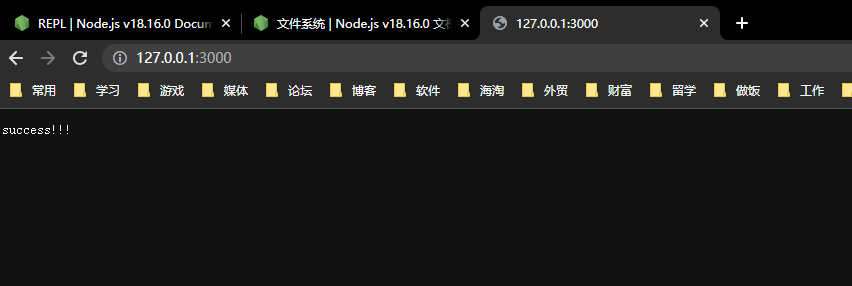 REPL | Node.js v18.16.0 Docum
文件系统 | Node.js v18.16.0 文档
127.0.0.1:3000
127.0.0.1:3000
常用 学习 游戏 媒体 论坛 博客 软件 海淘 外贸 财富 留学 做饭 工作
success!!!